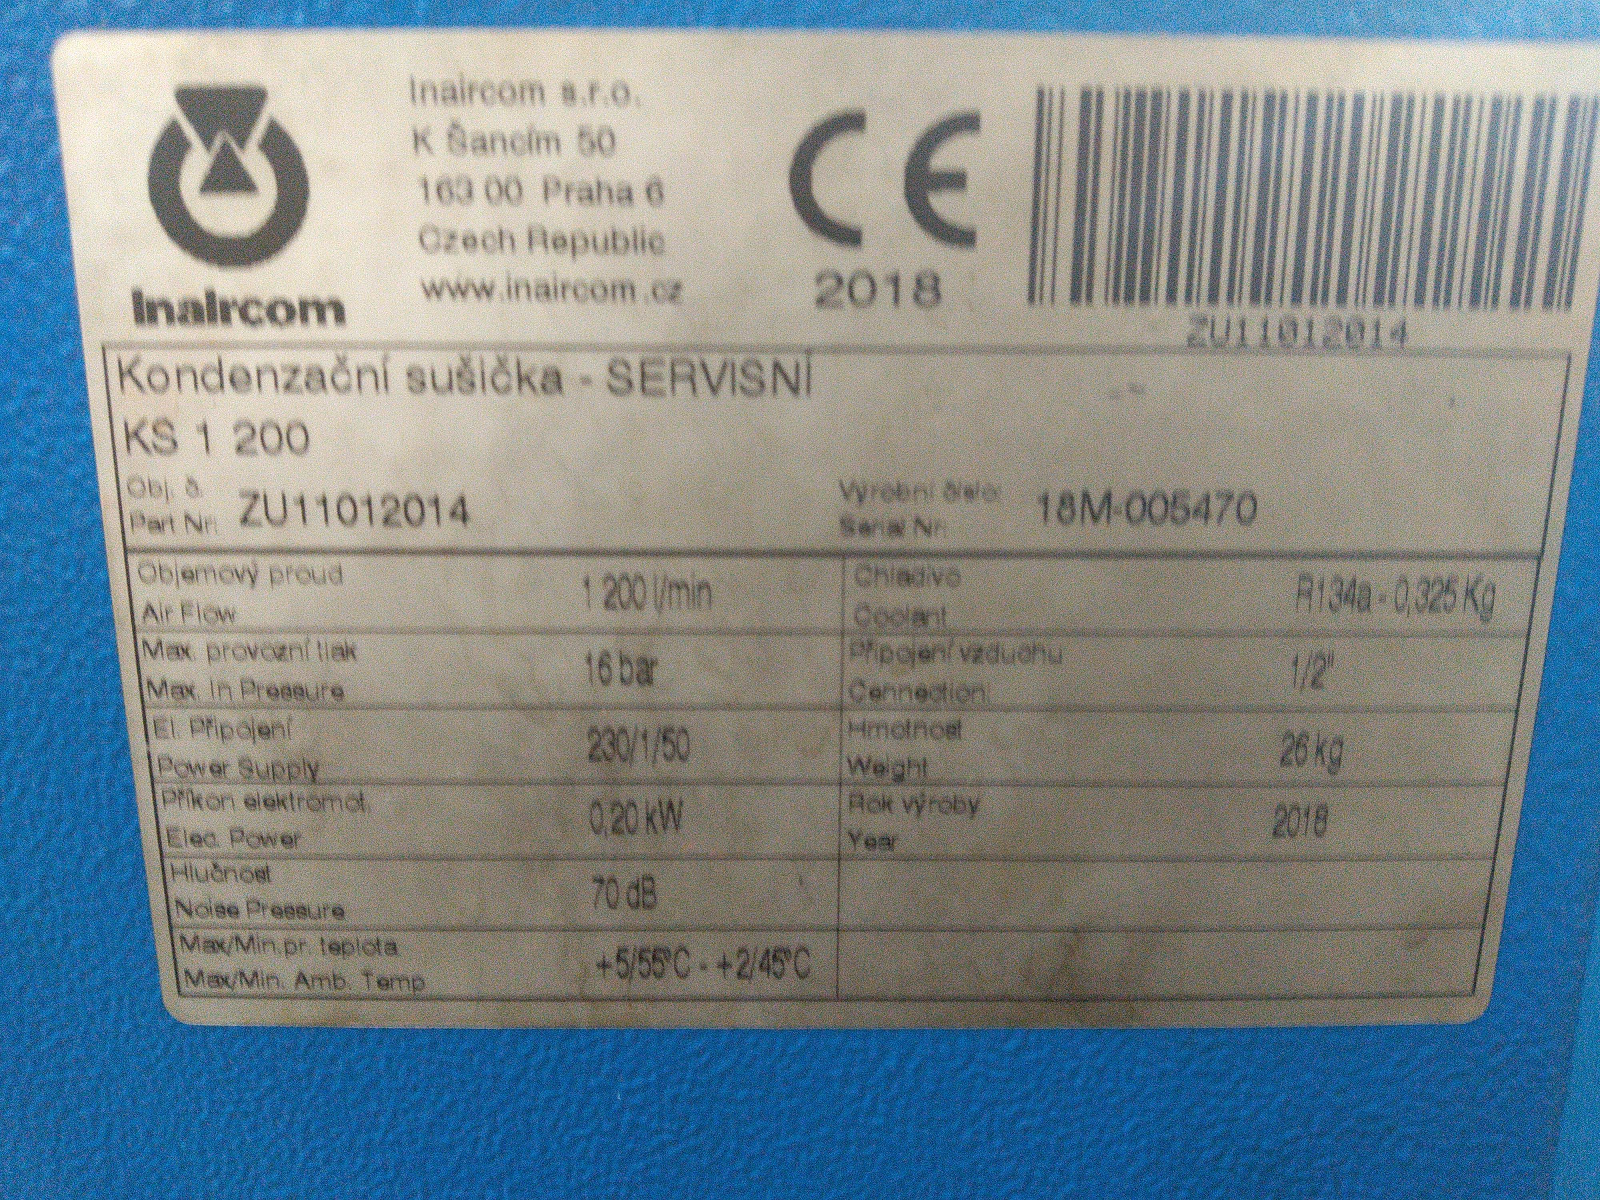 Inaircom s.r.o.
K Šancím 50
163 00 Praha 6
Czech Republic
www.inaircom.cz
Inaircom
CE
2018
ZU11012014
Kondenzační sušička - SERVISNÍ
KS 1 200
Obj. č.
Part Nr: ZU11012014
Výrobní číslo:
Serial Nr: 18M-005470
Objemový proud
Air Flow
1 200 l/min
Chladivo
Coolant
R134a - 0,325 Kg
Max. provozní tlak
Max. In Pressure
16 bar
Připojení vzduchu
Connection:
1/2"
El. Připojení
Power Supply
230/1/50
Hmotnost
Weight
26 kg
Příkon elektromot.
Elec. Power
0,20 kW
Rok výroby
Year
2018
Hlučnost
Noise Pressure
70 dB
Max/Min.pr. teplota
Max/Min. Amb. Temp
+5/55°C - +2/45°C